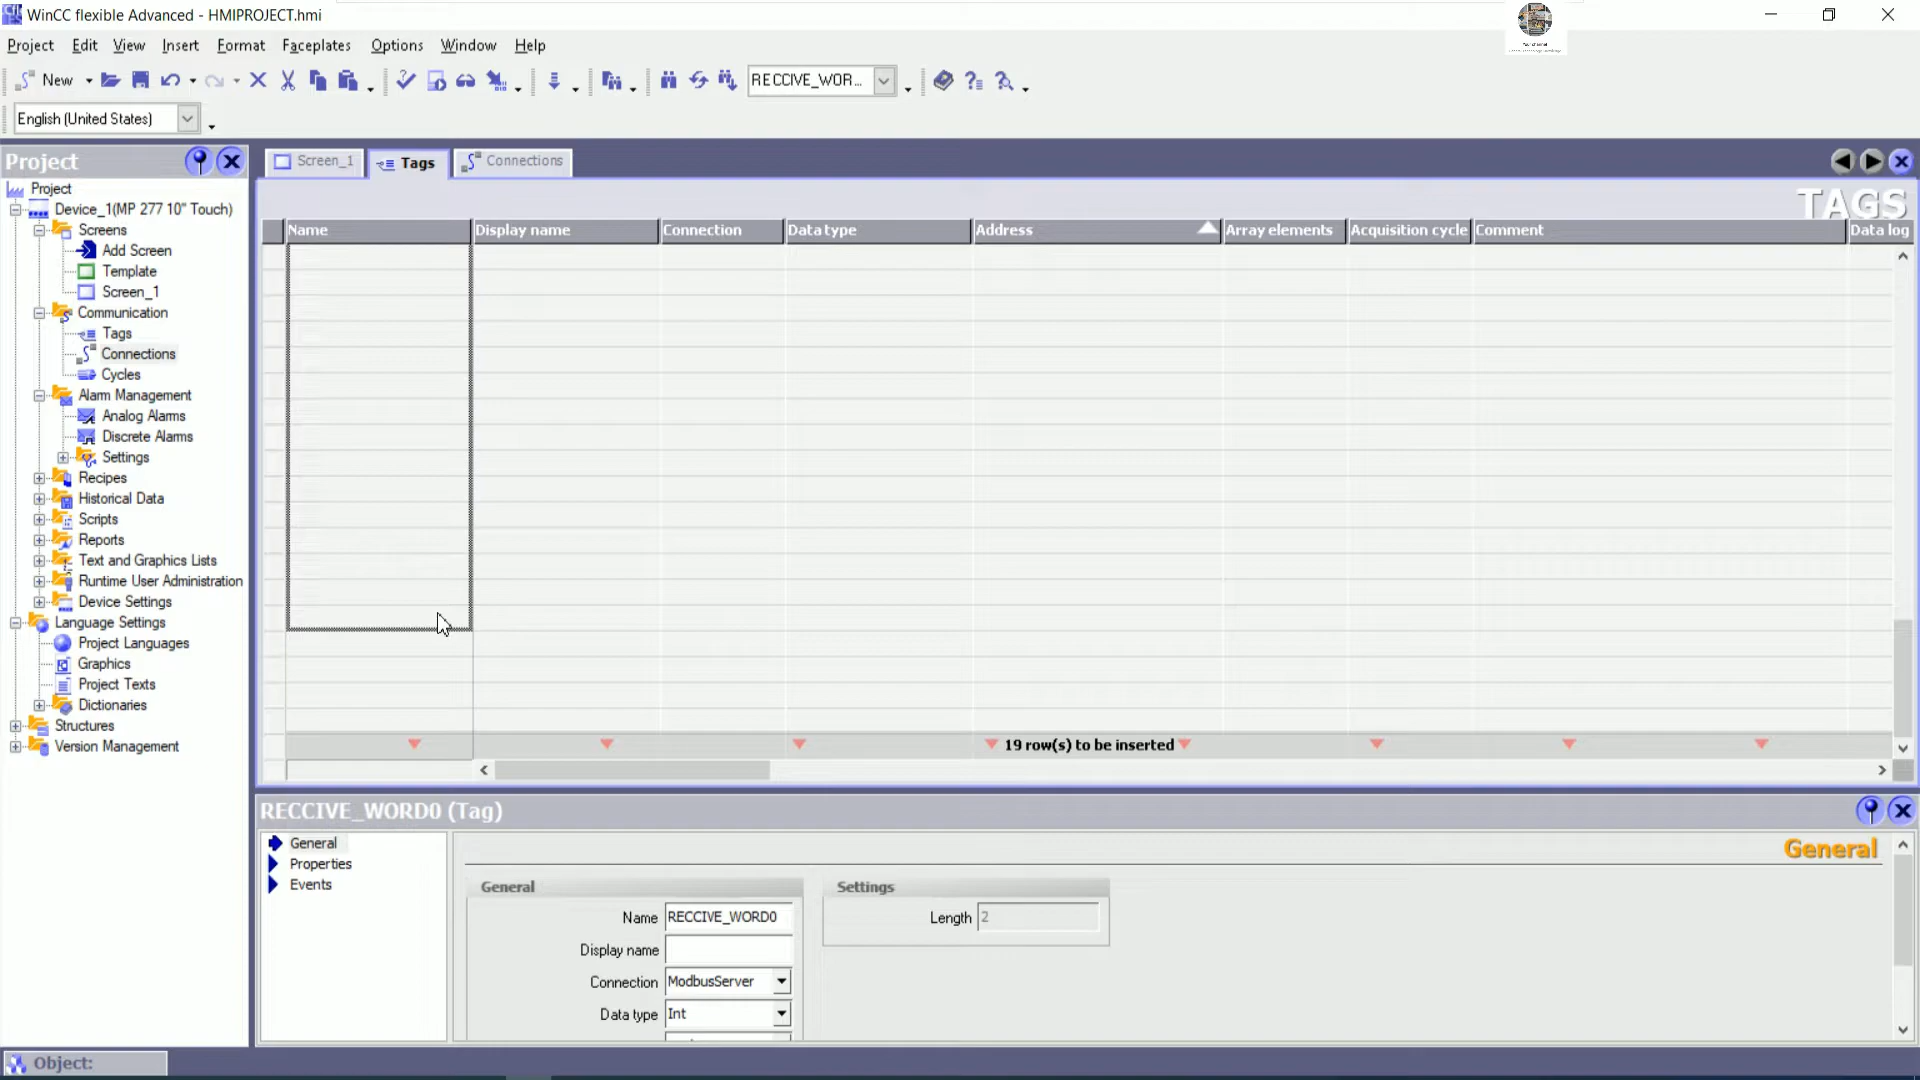 WinCC flexible Advanced - HMIPROJECT.hmi
Project Edit View Insert Format Faceplates Options Window Help
New RECCIVE_WOR...
English (United States)
Project
Project
Device_1(MP 277 10" Touch)
Screens
Add Screen
Template
Screen_1
Communication
Tags
Connections
Cycles
Alarm Management
Analog Alarms
Discrete Alarms
Settings
Recipes
Historical Data
Scripts
Reports
Text and Graphics Lists
Runtime User Administration
Device Settings
Language Settings
Project Languages
Graphics
Project Texts
Dictionaries
Structures
Version Management
Screen_1 Tags Connections
TAGS
Name Display name Connection Data type Address Array elements Acquisition cycle Comment Data log
19 row(s) to be inserted
RECCIVE_WORD0 (Tag)
General
Properties
Events
General
General
Name RECCIVE_WORD0
Display name
Connection ModbusServer
Data type Int
Settings
Length 2
Object: